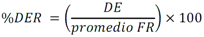 %DER = (DE / promedio FR) × 100